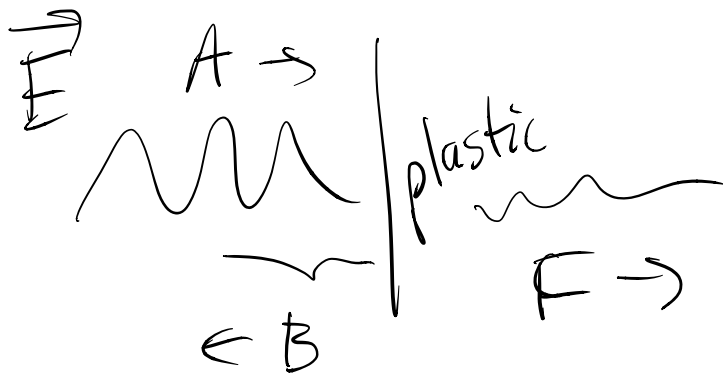 E
A →
plastic
F →
← B